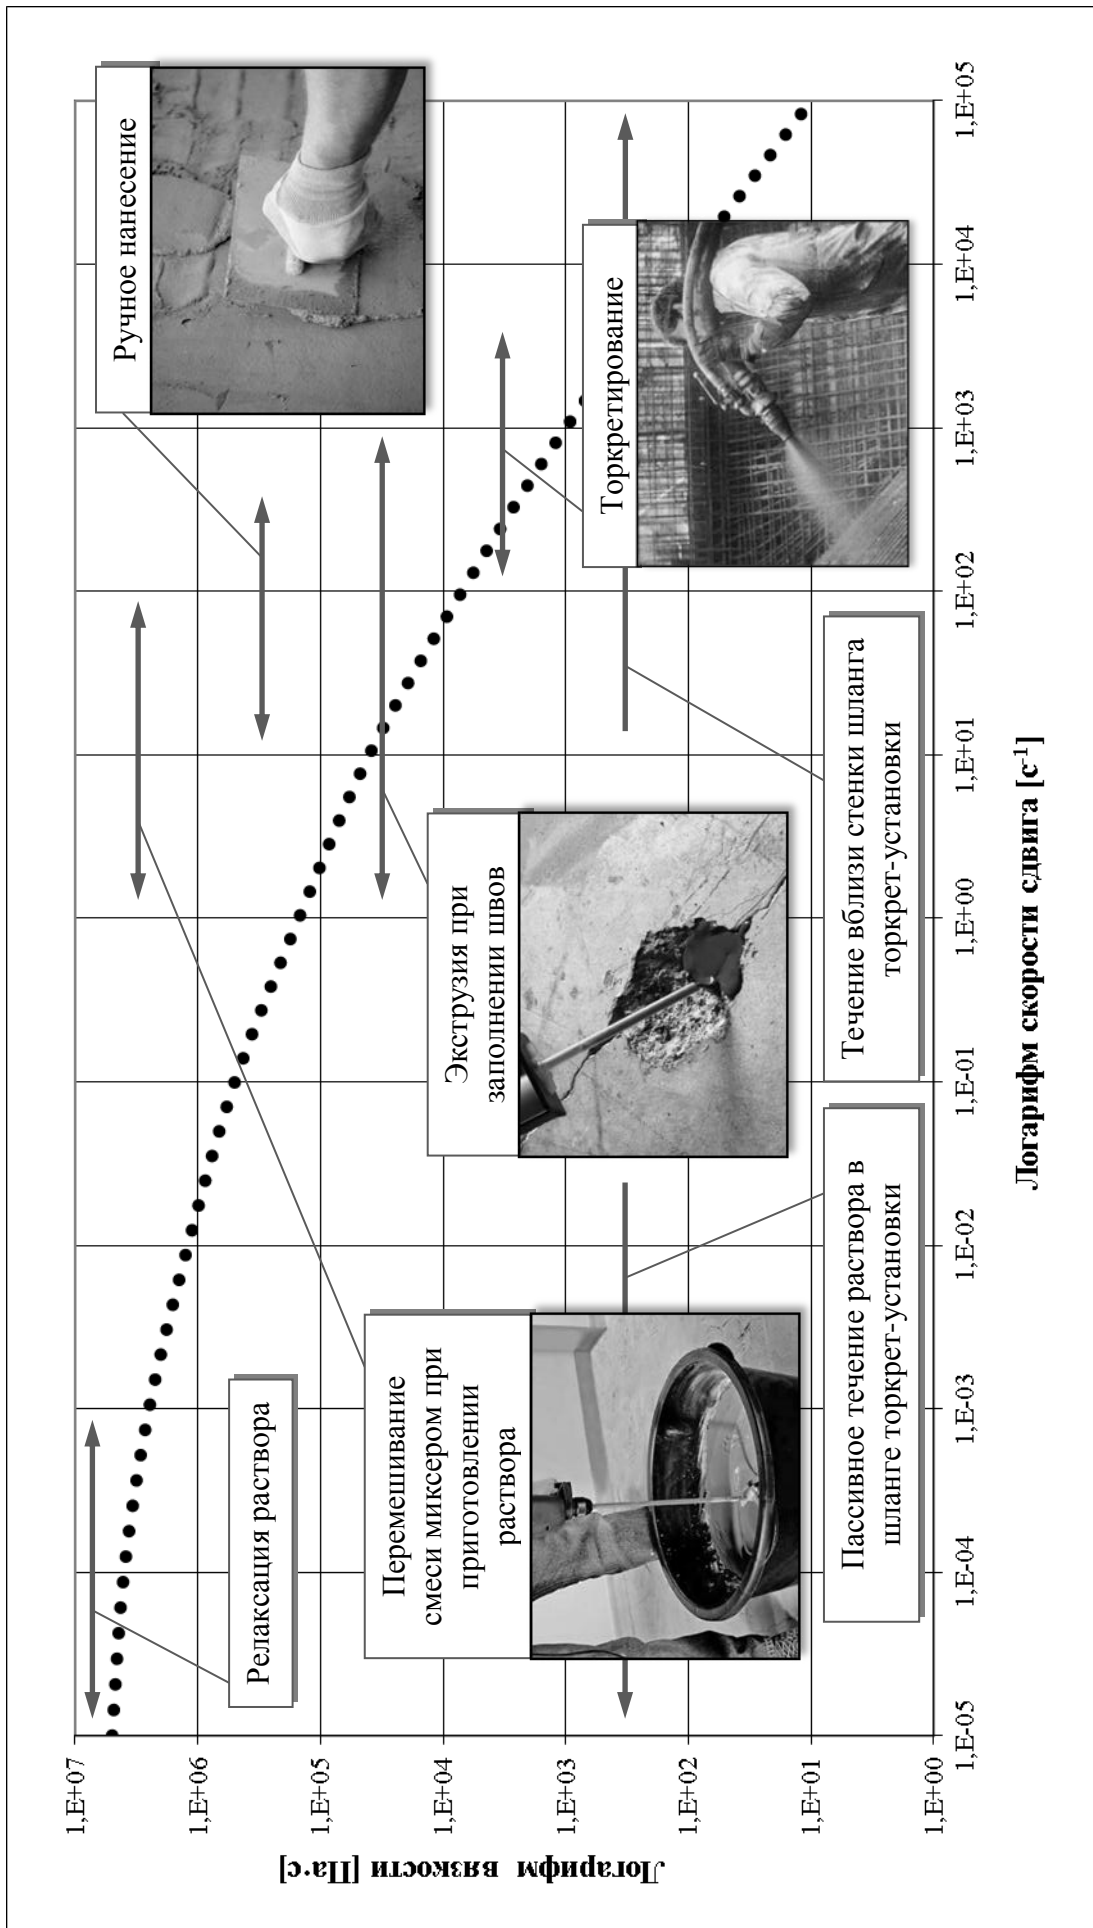 Логарифм вязкости [Па·с]
1,E+07
1,E+06
1,E+05
1,E+04
1,E+03
1,E+02
1,E+01
1,E+00
Ручное нанесение
Релаксация раствора
Перемешивание
смеси миксером при
приготовлении
раствора
Экструзия при
заполнении швов
Торкретирование
Пассивное течение раствора в
шланге торкрет-установки
Течение вблизи стенки шланга
торкрет-установки
1,E-05
1,E-04
1,E-03
1,E-02
1,E-01
1,E+00
1,E+01
1,E+02
1,E+03
1,E+04
1,E+05
Логарифм скорости сдвига [с-1]